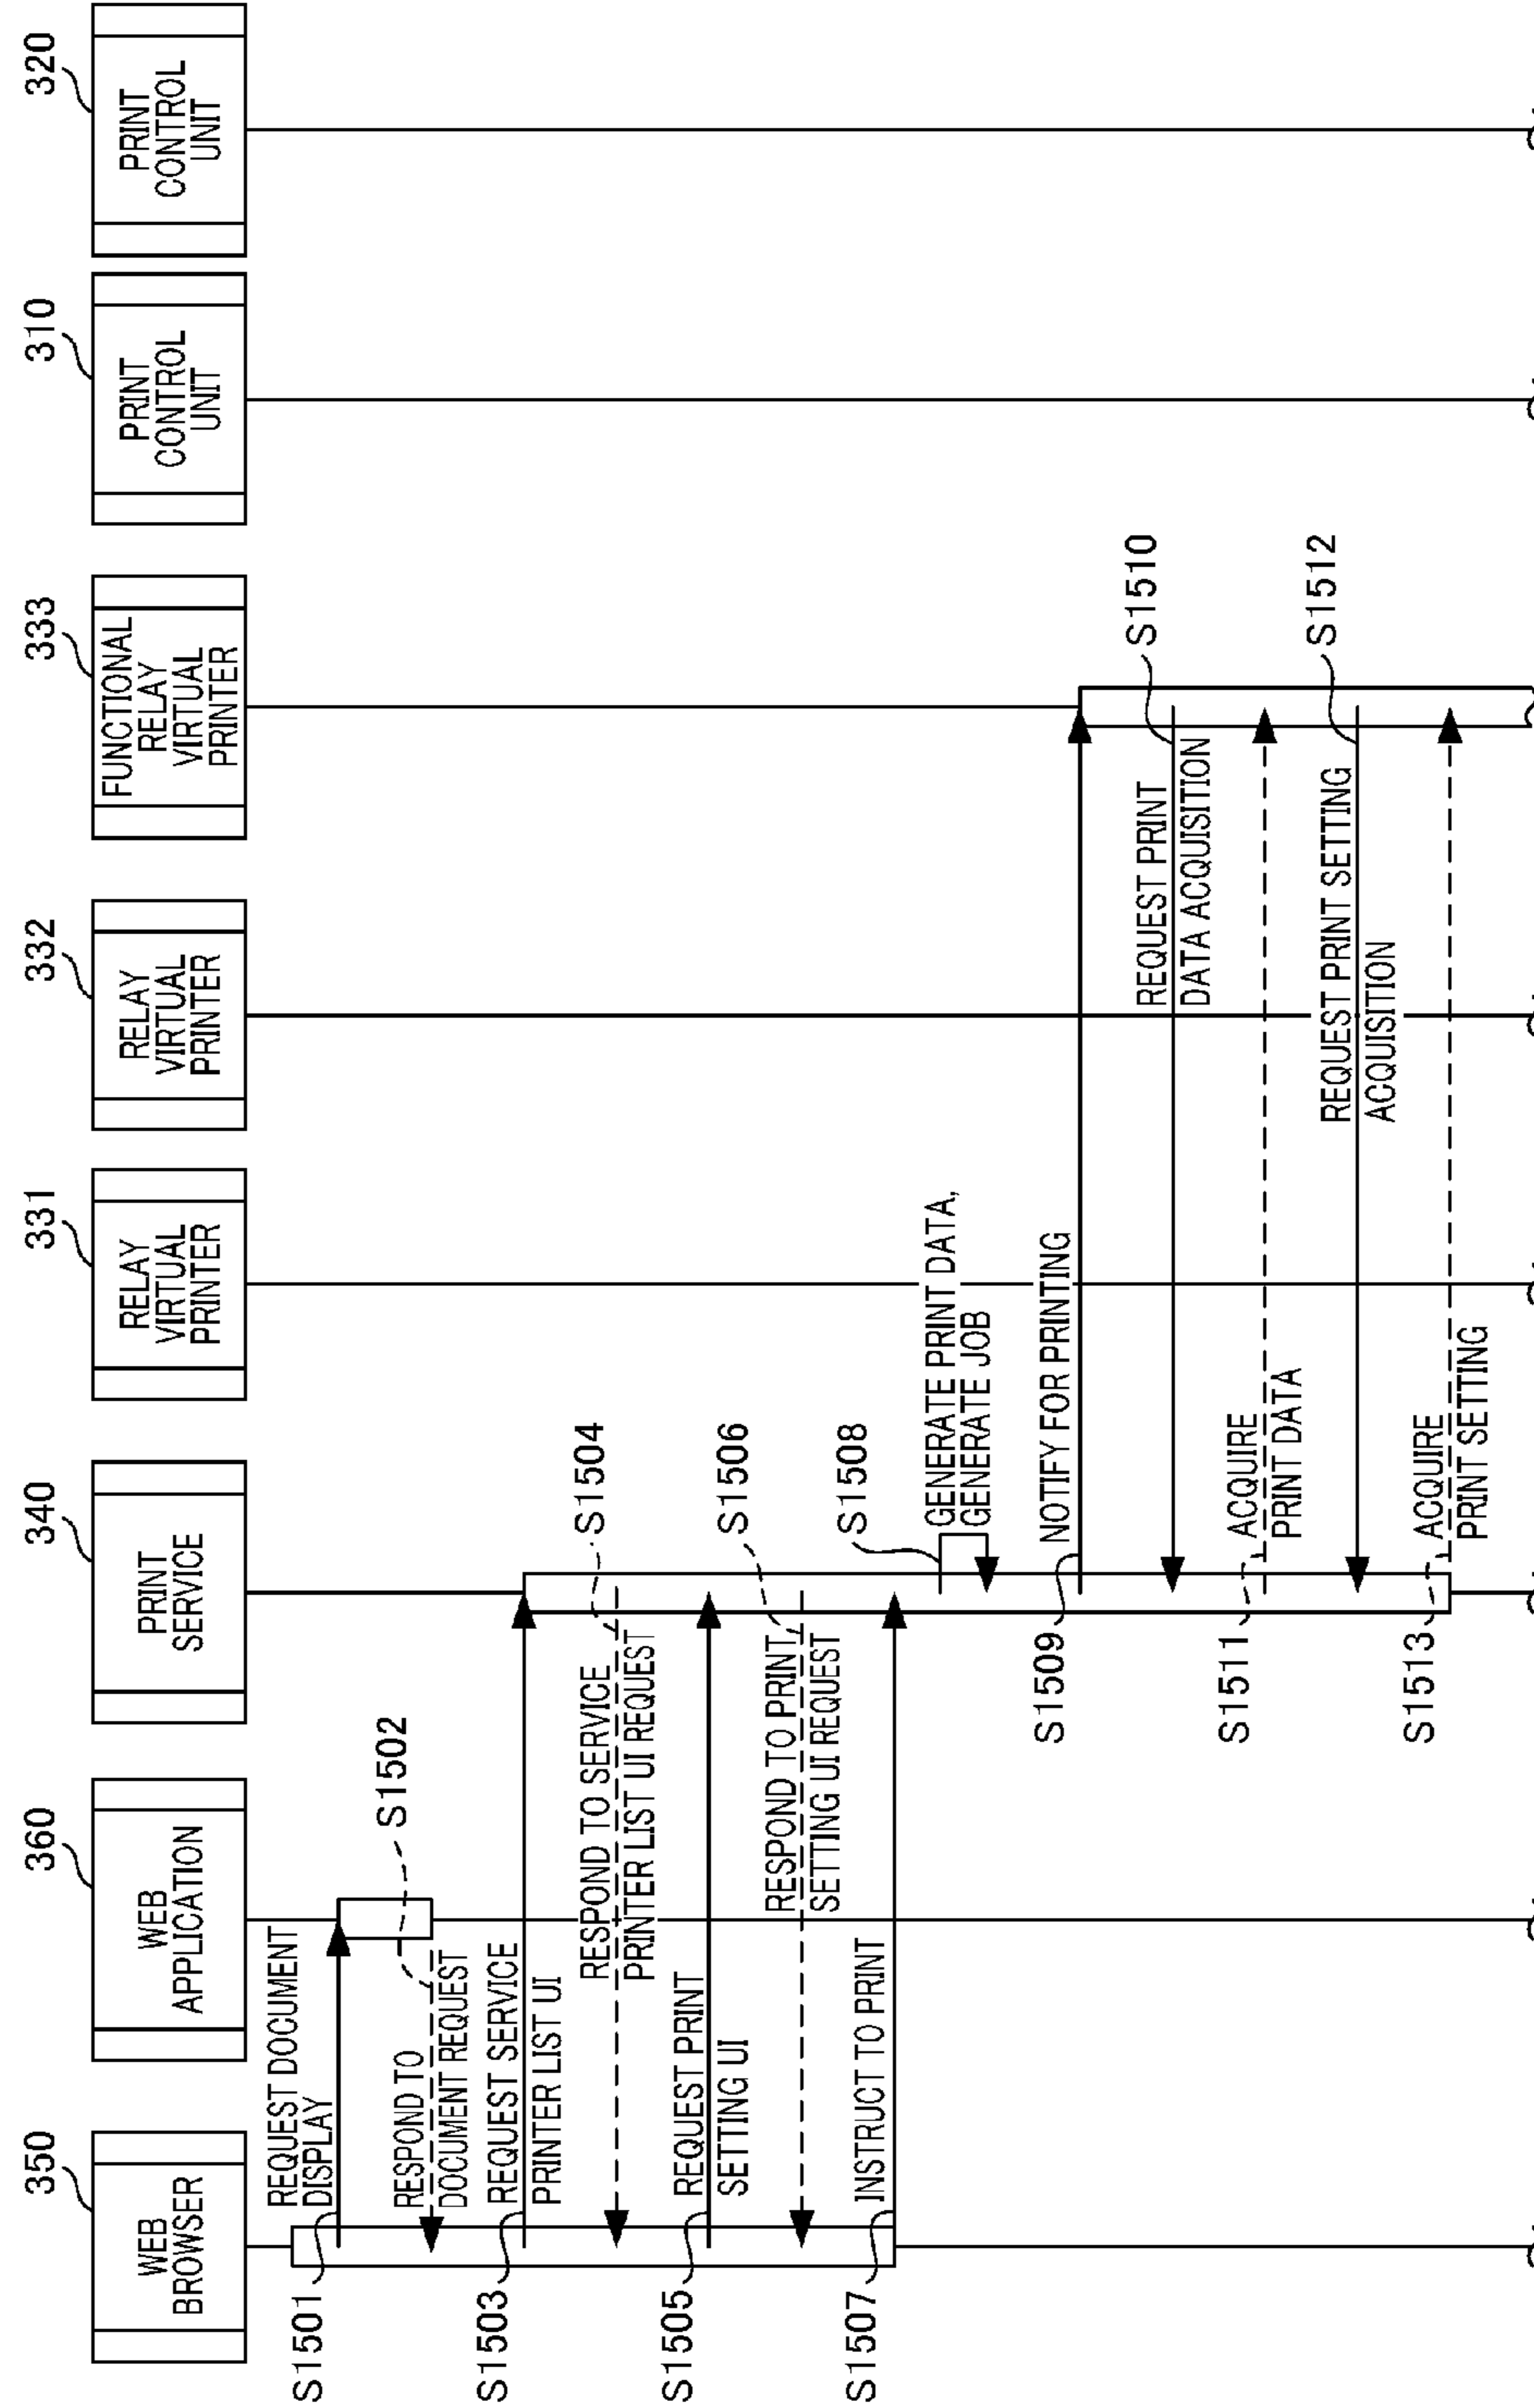 350
WEB
BROWSER
360
WEB
APPLICATION
340
PRINT
SERVICE
331
RELAY
VIRTUAL
PRINTER
332
RELAY
VIRTUAL
PRINTER
333
FUNCTIONAL
RELAY
VIRTUAL
PRINTER
310
PRINT
CONTROL
UNIT
320
PRINT
CONTROL
UNIT
S1501
REQUEST DOCUMENT
DISPLAY
S1502
RESPOND TO
DOCUMENT REQUEST
S1503
REQUEST SERVICE
PRINTER LIST UI
S1504
RESPOND TO SERVICE
PRINTER LIST UI REQUEST
S1505
REQUEST PRINT
SETTING UI
S1506
RESPOND TO PRINT
SETTING UI REQUEST
S1507
INSTRUCT TO PRINT
S1508
GENERATE PRINT DATA,
GENERATE JOB
S1509
NOTIFY FOR PRINTING
S1510
REQUEST PRINT
DATA ACQUISITION
S1511
ACQUIRE
PRINT DATA
S1512
REQUEST PRINT SETTING
ACQUISITION
S1513
ACQUIRE
PRINT SETTING